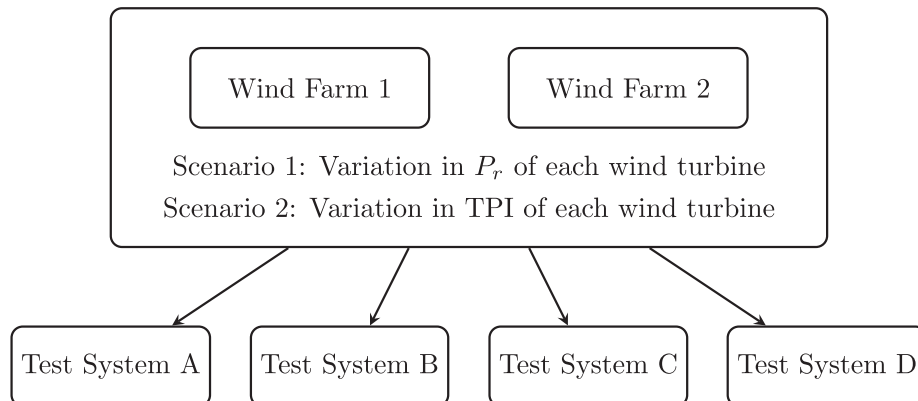 Wind Farm 1 Wind Farm 2
Scenario 1: Variation in P_r of each wind turbine
Scenario 2: Variation in TPI of each wind turbine
Test System A Test System B Test System C Test System D